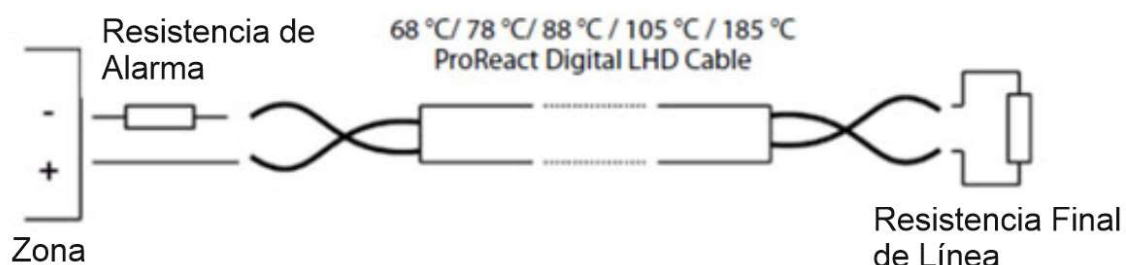 Resistencia de
Alarma
68 °C/ 78 °C/ 88 °C / 105 °C / 185 °C
ProReact Digital LHD Cable
-
+
Zona
Resistencia Final
de Línea